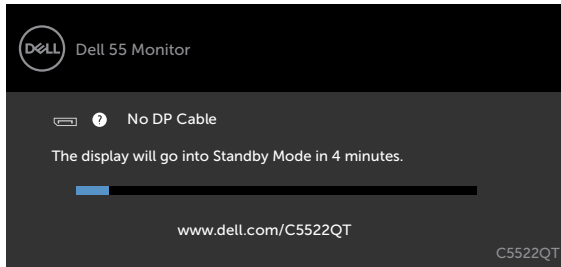 DELL Dell 55 Monitor
? No DP Cable
The display will go into Standby Mode in 4 minutes.
www.dell.com/C5522QT
C5522QT